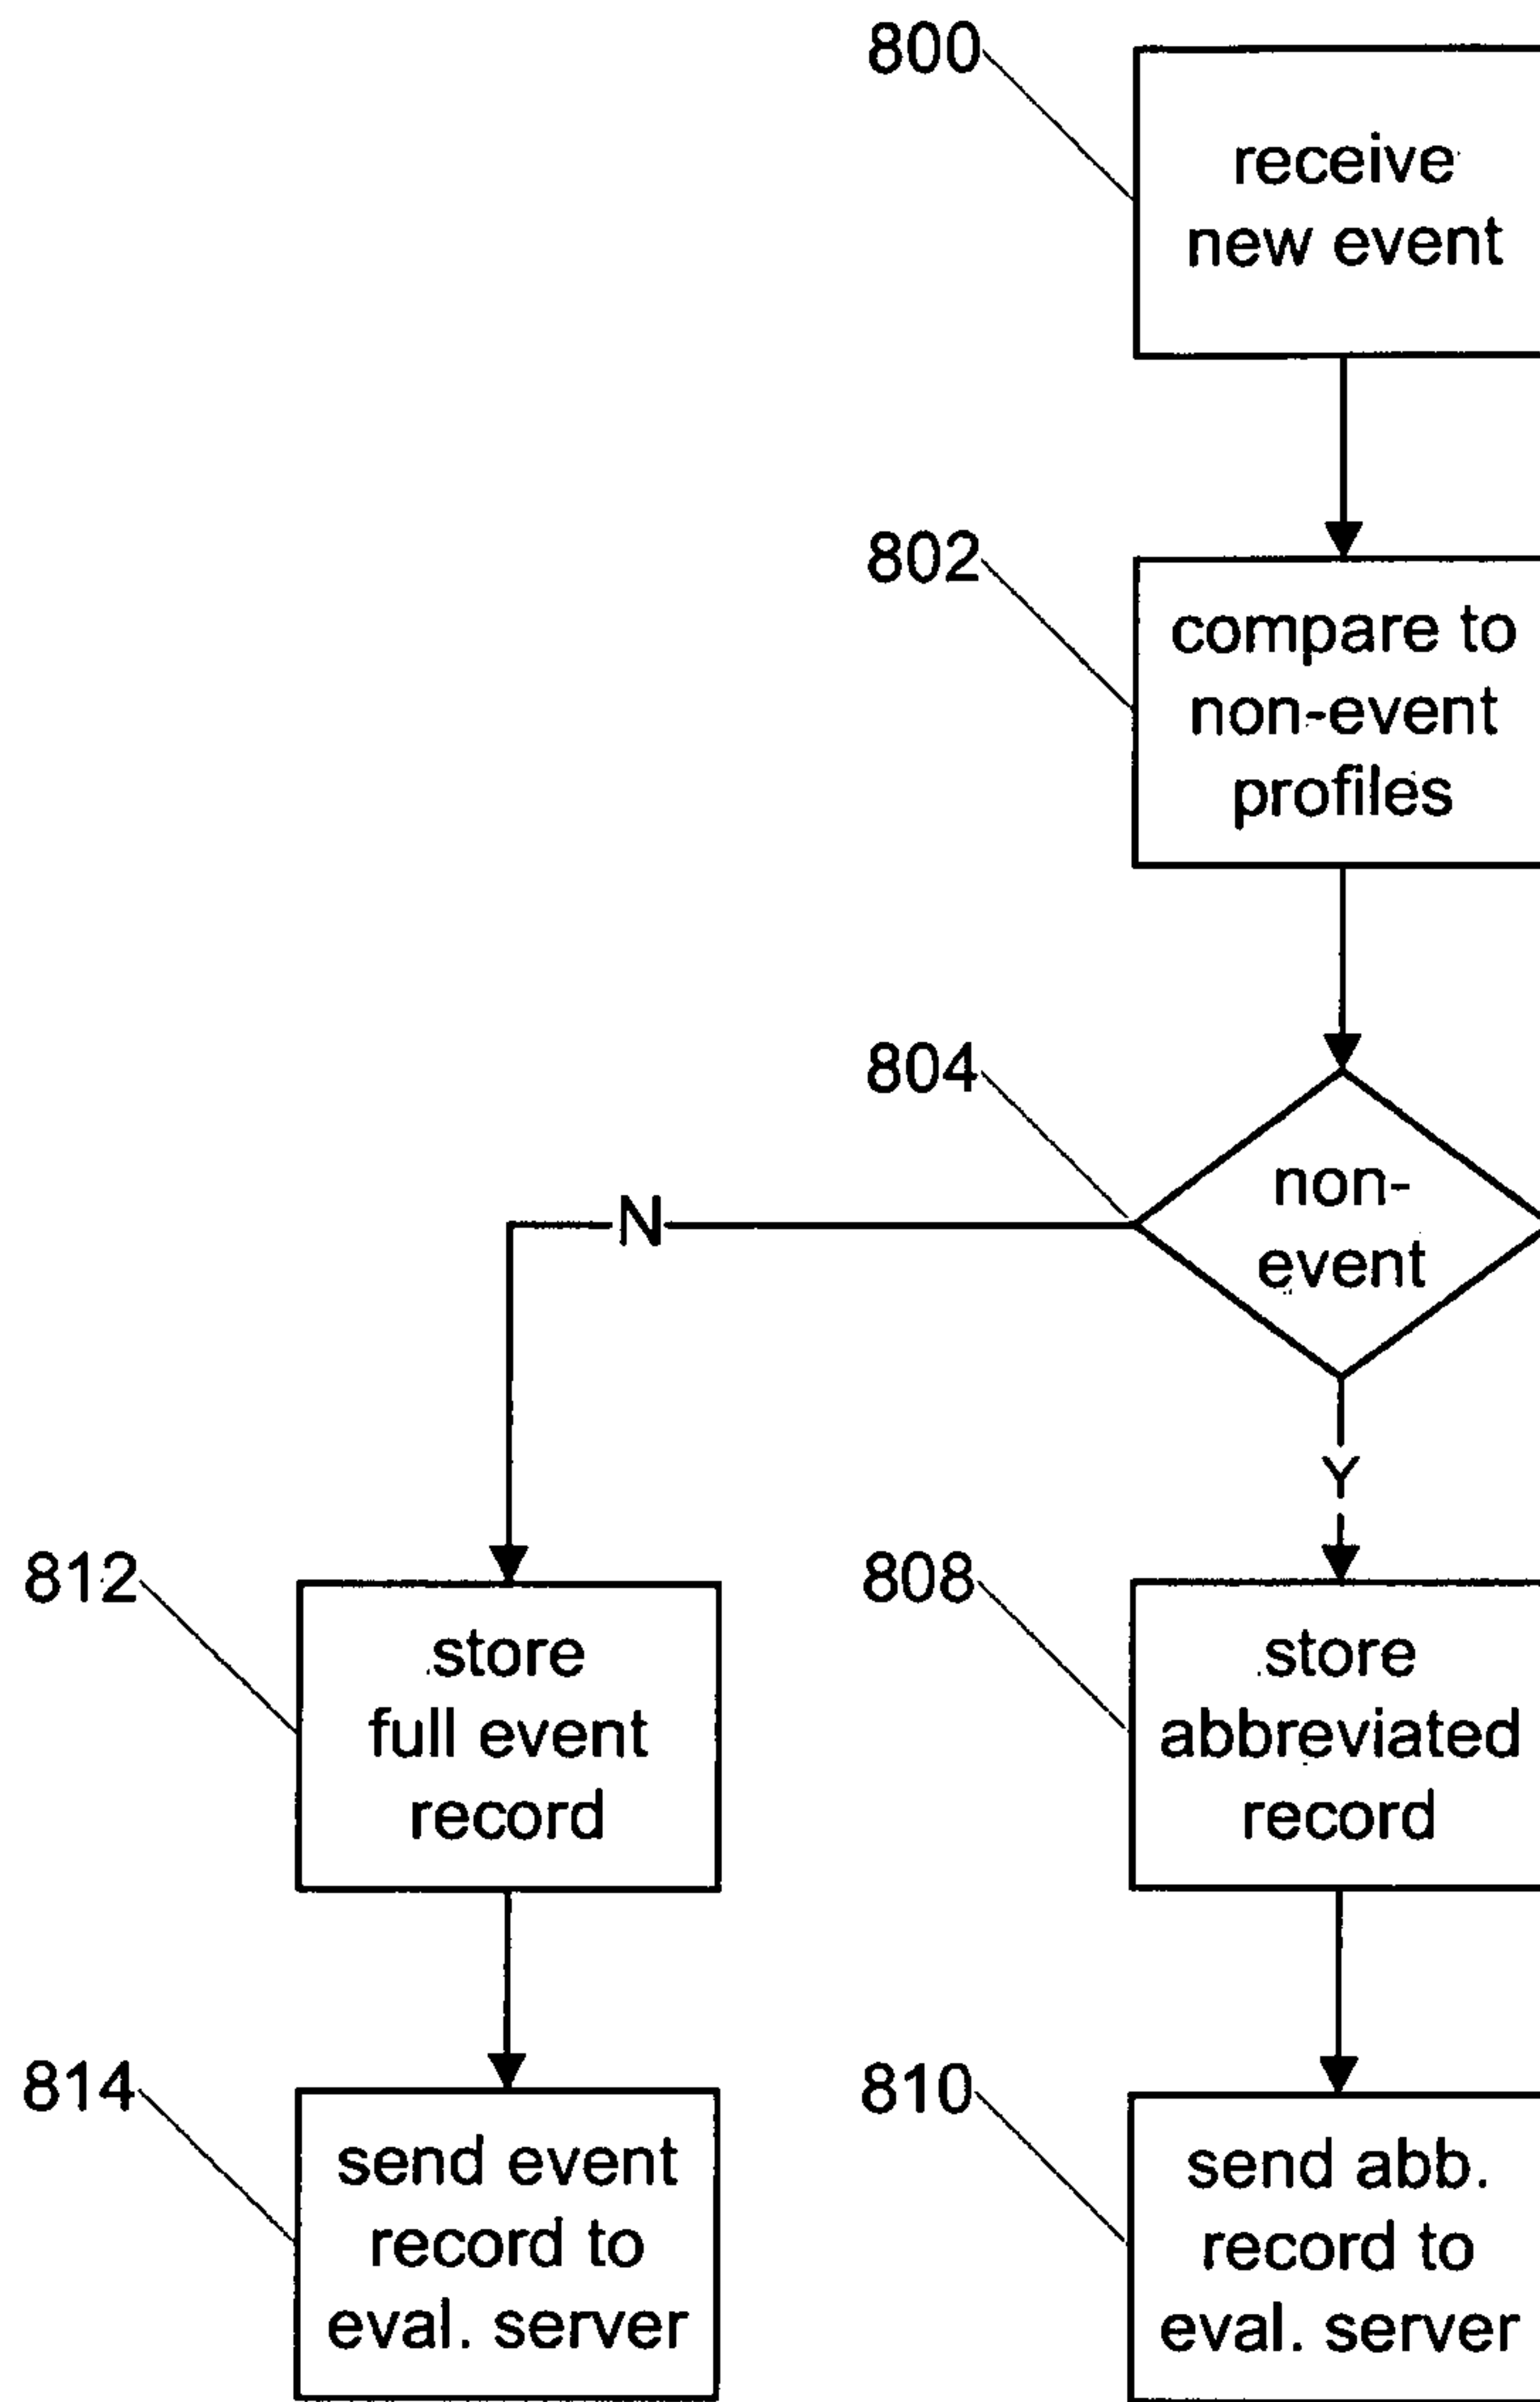 800
receive
new event
802
compare to
non-event
profiles
804
non-
event
N
Y
812
store
full event
record
808
store
abbreviated
record
814
send event
record to
eval. server
810
send abb.
record to
eval. server